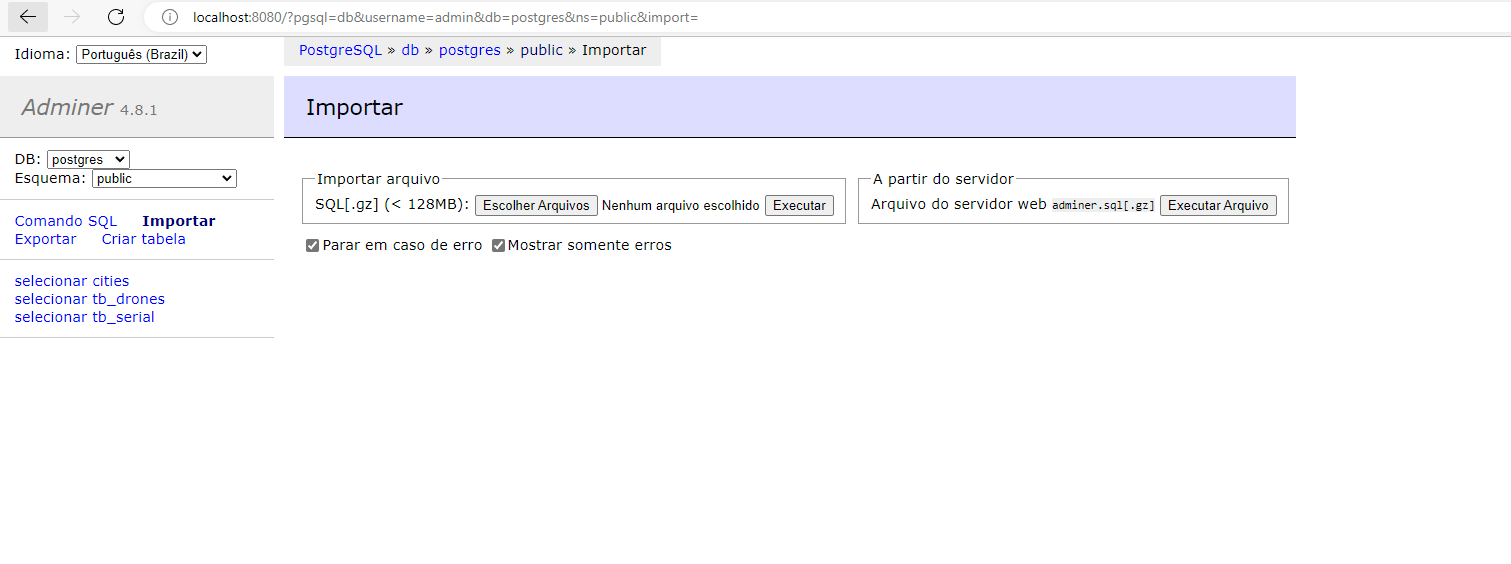 localhost:8080/?pgsql=db&username=admin&db=postgres&ns=public&import=
Idioma: Português (Brazil)
PostgreSQL » db » postgres » public » Importar
Adminer 4.8.1
Importar
DB: postgres
Esquema: public
Comando SQL Importar
Exportar Criar tabela
selecionar cities
selecionar tb_drones
selecionar tb_serial
Importar arquivo
SQL[.gz] (< 128MB): Escolher Arquivos Nenhum arquivo escolhido Executar
A partir do servidor
Arquivo do servidor web adminer.sql[.gz] Executar Arquivo
Parar em caso de erro Mostrar somente erros